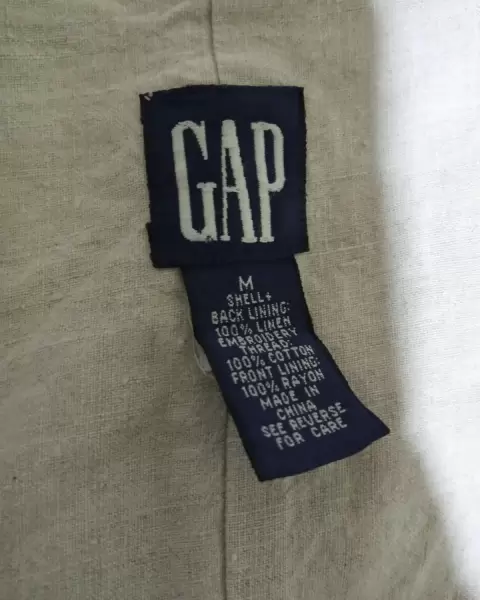 GAP
M
SHELL+
BACK LINING:
100% LINEN
EMBROIDERY
THREAD:
100% COTTON
FRONT LINING:
100% RAYON
MADE IN
CHINA
SEE REVERSE
FOR CARE